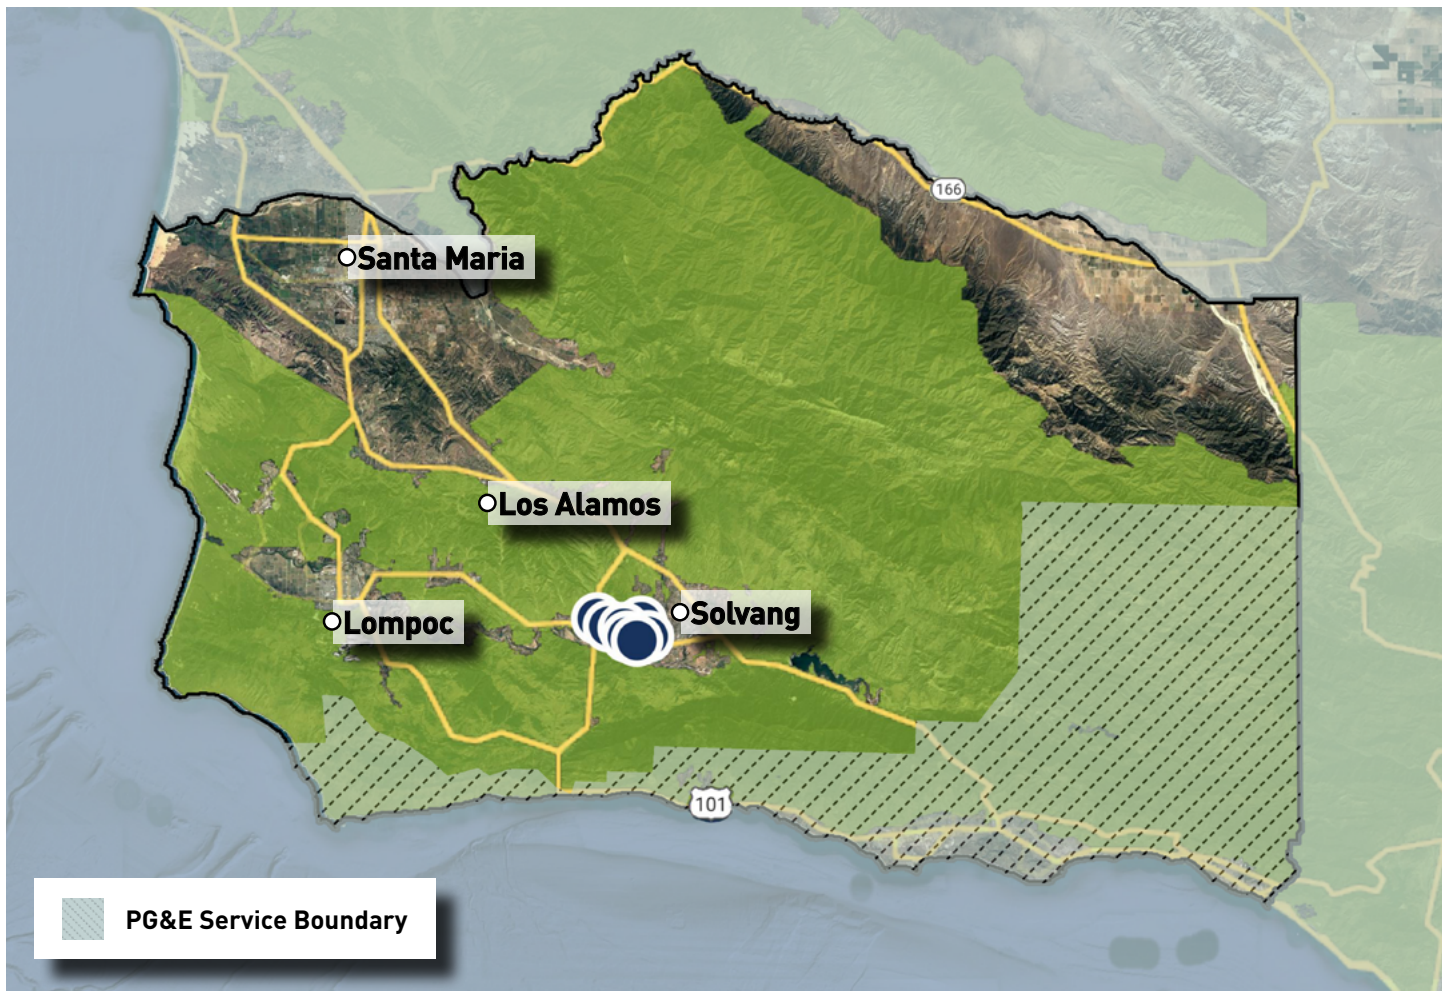 166
Santa Maria
Los Alamos
Lompoc
Solvang
101
PG&E Service Boundary